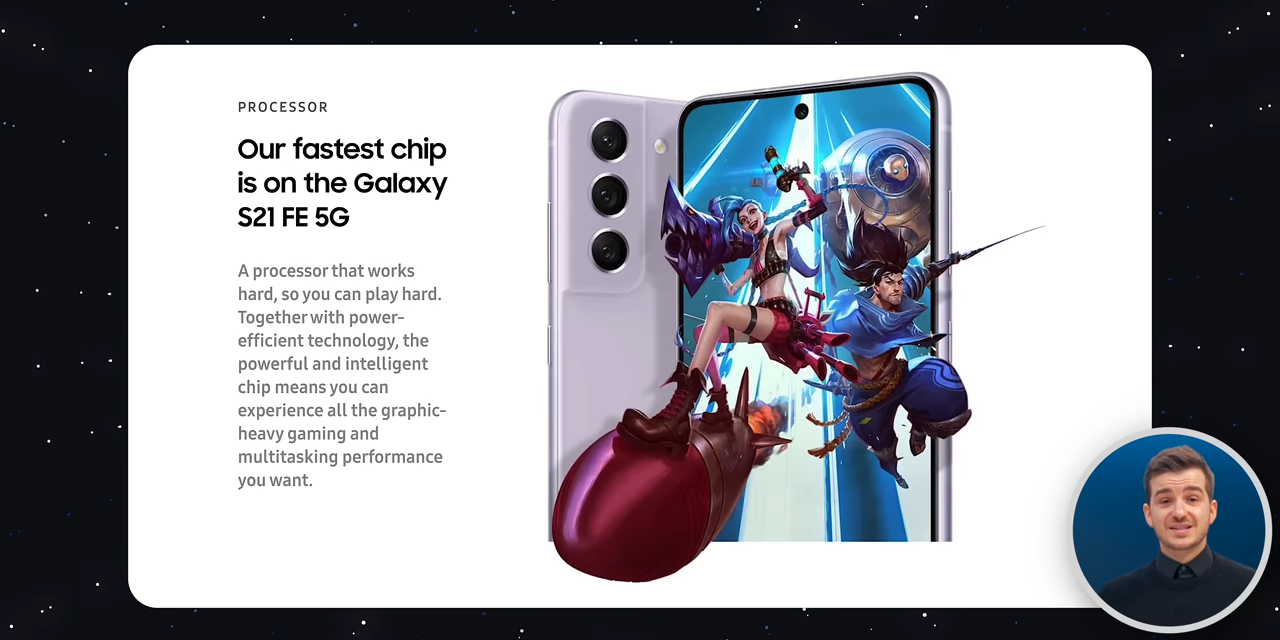 PROCESSOR
Our fastest chip
is on the Galaxy
S21 FE 5G
A processor that works
hard, so you can play hard.
Together with power-
efficient technology, the
powerful and intelligent
chip means you can
experience all the graphic-
heavy gaming and
multitasking performance
you want.